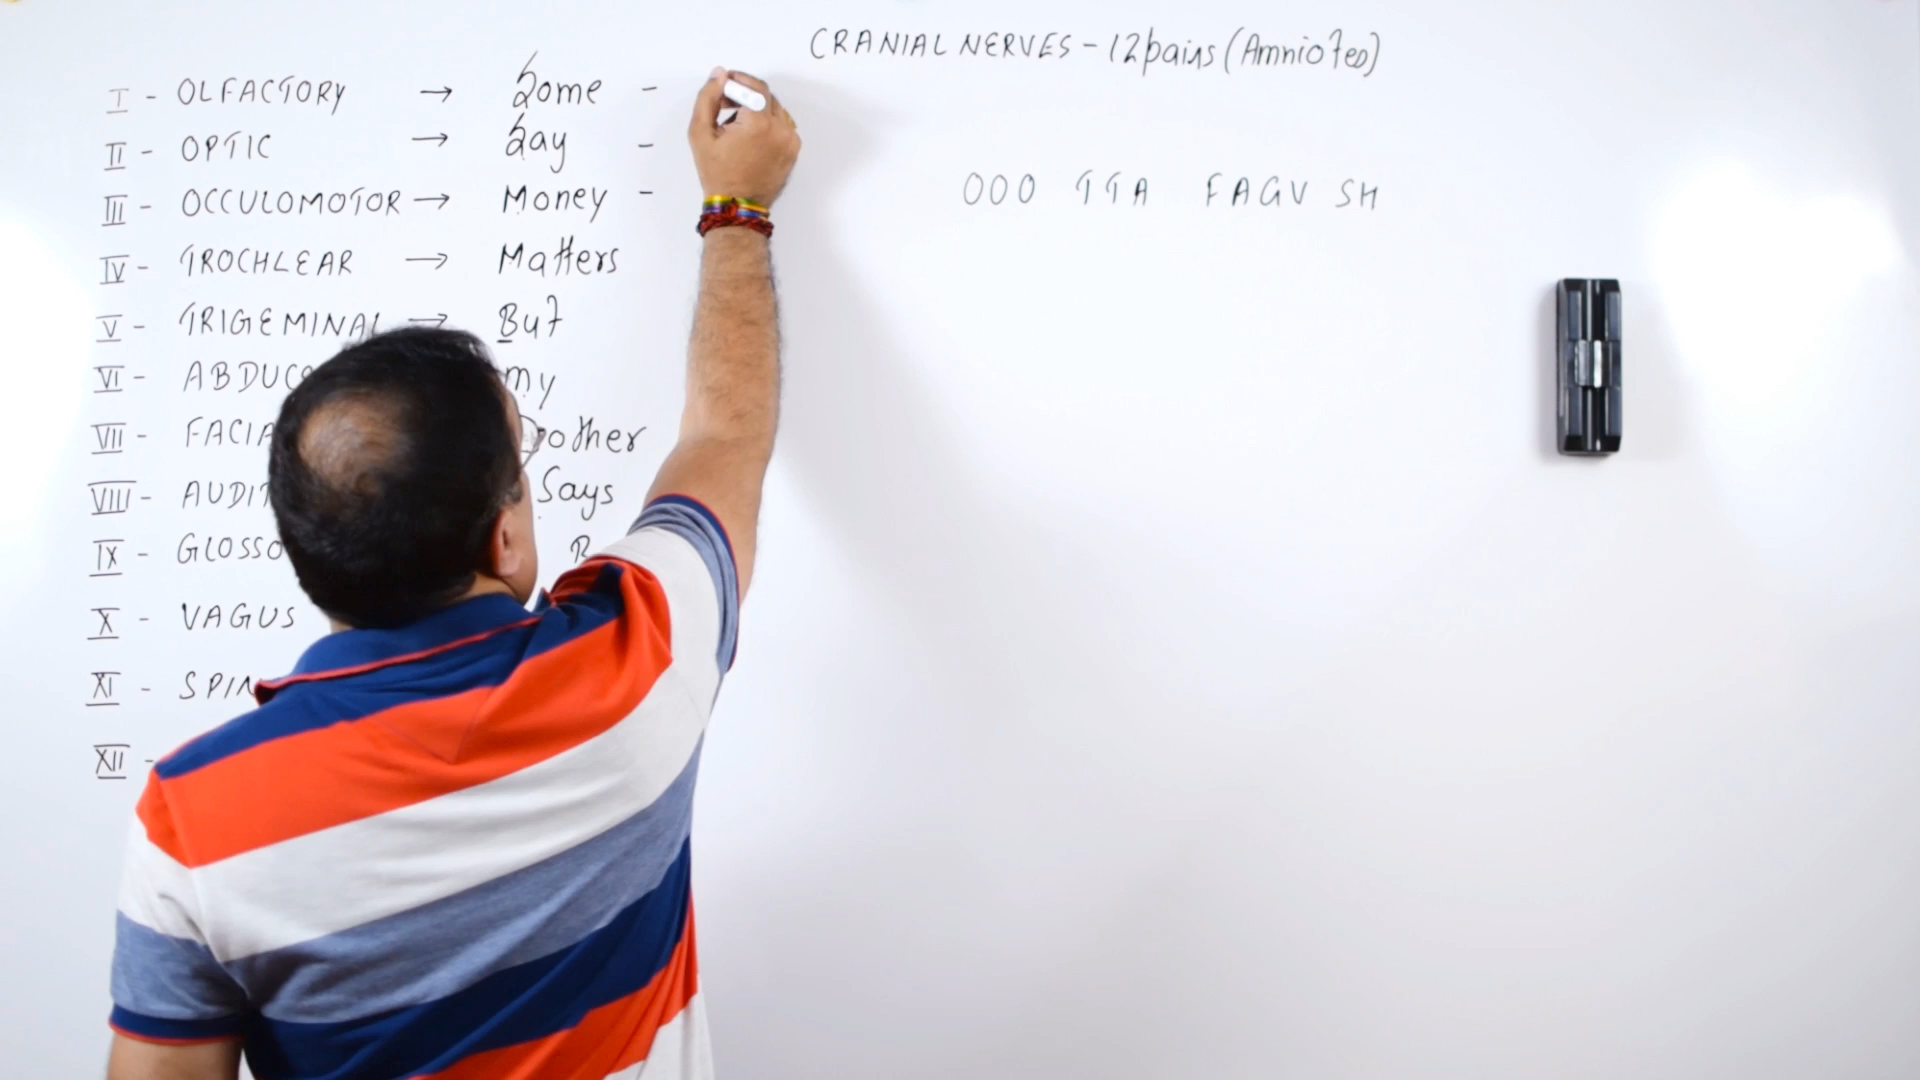 CRANIAL NERVES - 12 pairs (Amniotes)
I - OLFACTORY → Some -
II - OPTIC → Say -
III - OCCULOMOTOR → Money -
IV - TROCHLEAR → Matters
V - TRIGEMINAL → But
VI - ABDUC my
VII - FACIA other
VIII - AUDIT Says
IX - GLOSSO B
X - VAGUS
XI - SPIN
XII -
OOO TTA FAGV SH